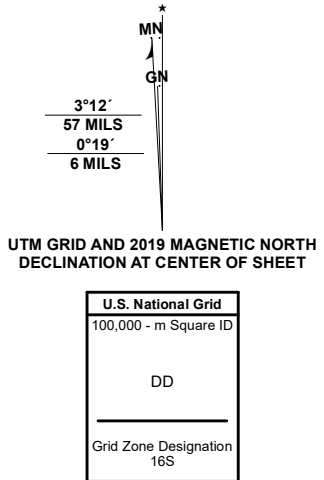 MN
GN
3°12´
57 MILS
0°19´
6 MILS
UTM GRID AND 2019 MAGNETIC NORTH
DECLINATION AT CENTER OF SHEET
U.S. National Grid
100,000 - m Square ID
DD
Grid Zone Designation
16S